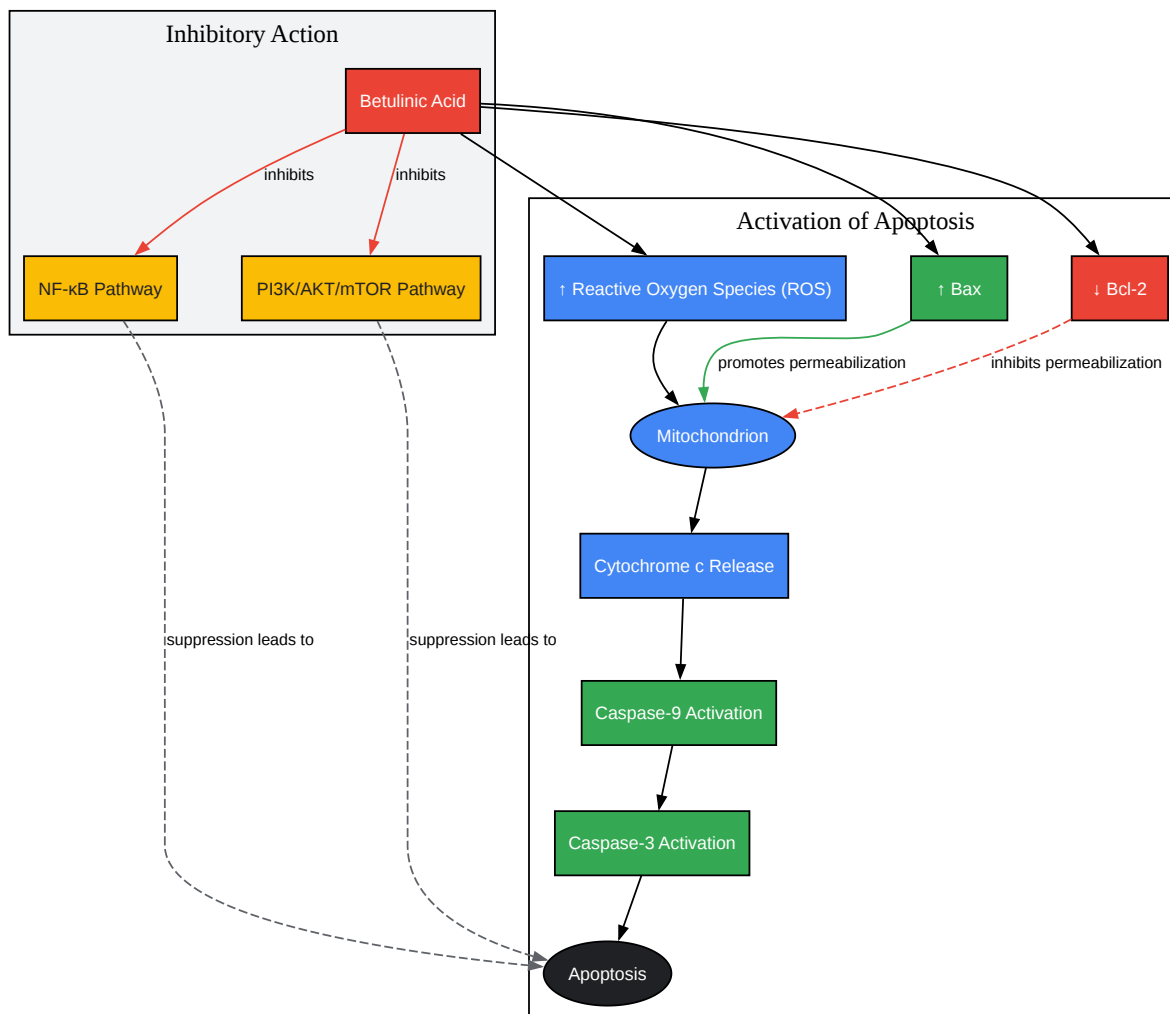 Inhibitory Action
Betulinic Acid
inhibits
inhibits
Activation of Apoptosis
NF-κB Pathway
PI3K/AKT/mTOR Pathway
↑ Reactive Oxygen Species (ROS)
↑ Bax
↓ Bcl-2
promotes permeabilization
inhibits permeabilization
Mitochondrion
Cytochrome c Release
suppression leads to
suppression leads to
Caspase-9 Activation
Caspase-3 Activation
Apoptosis